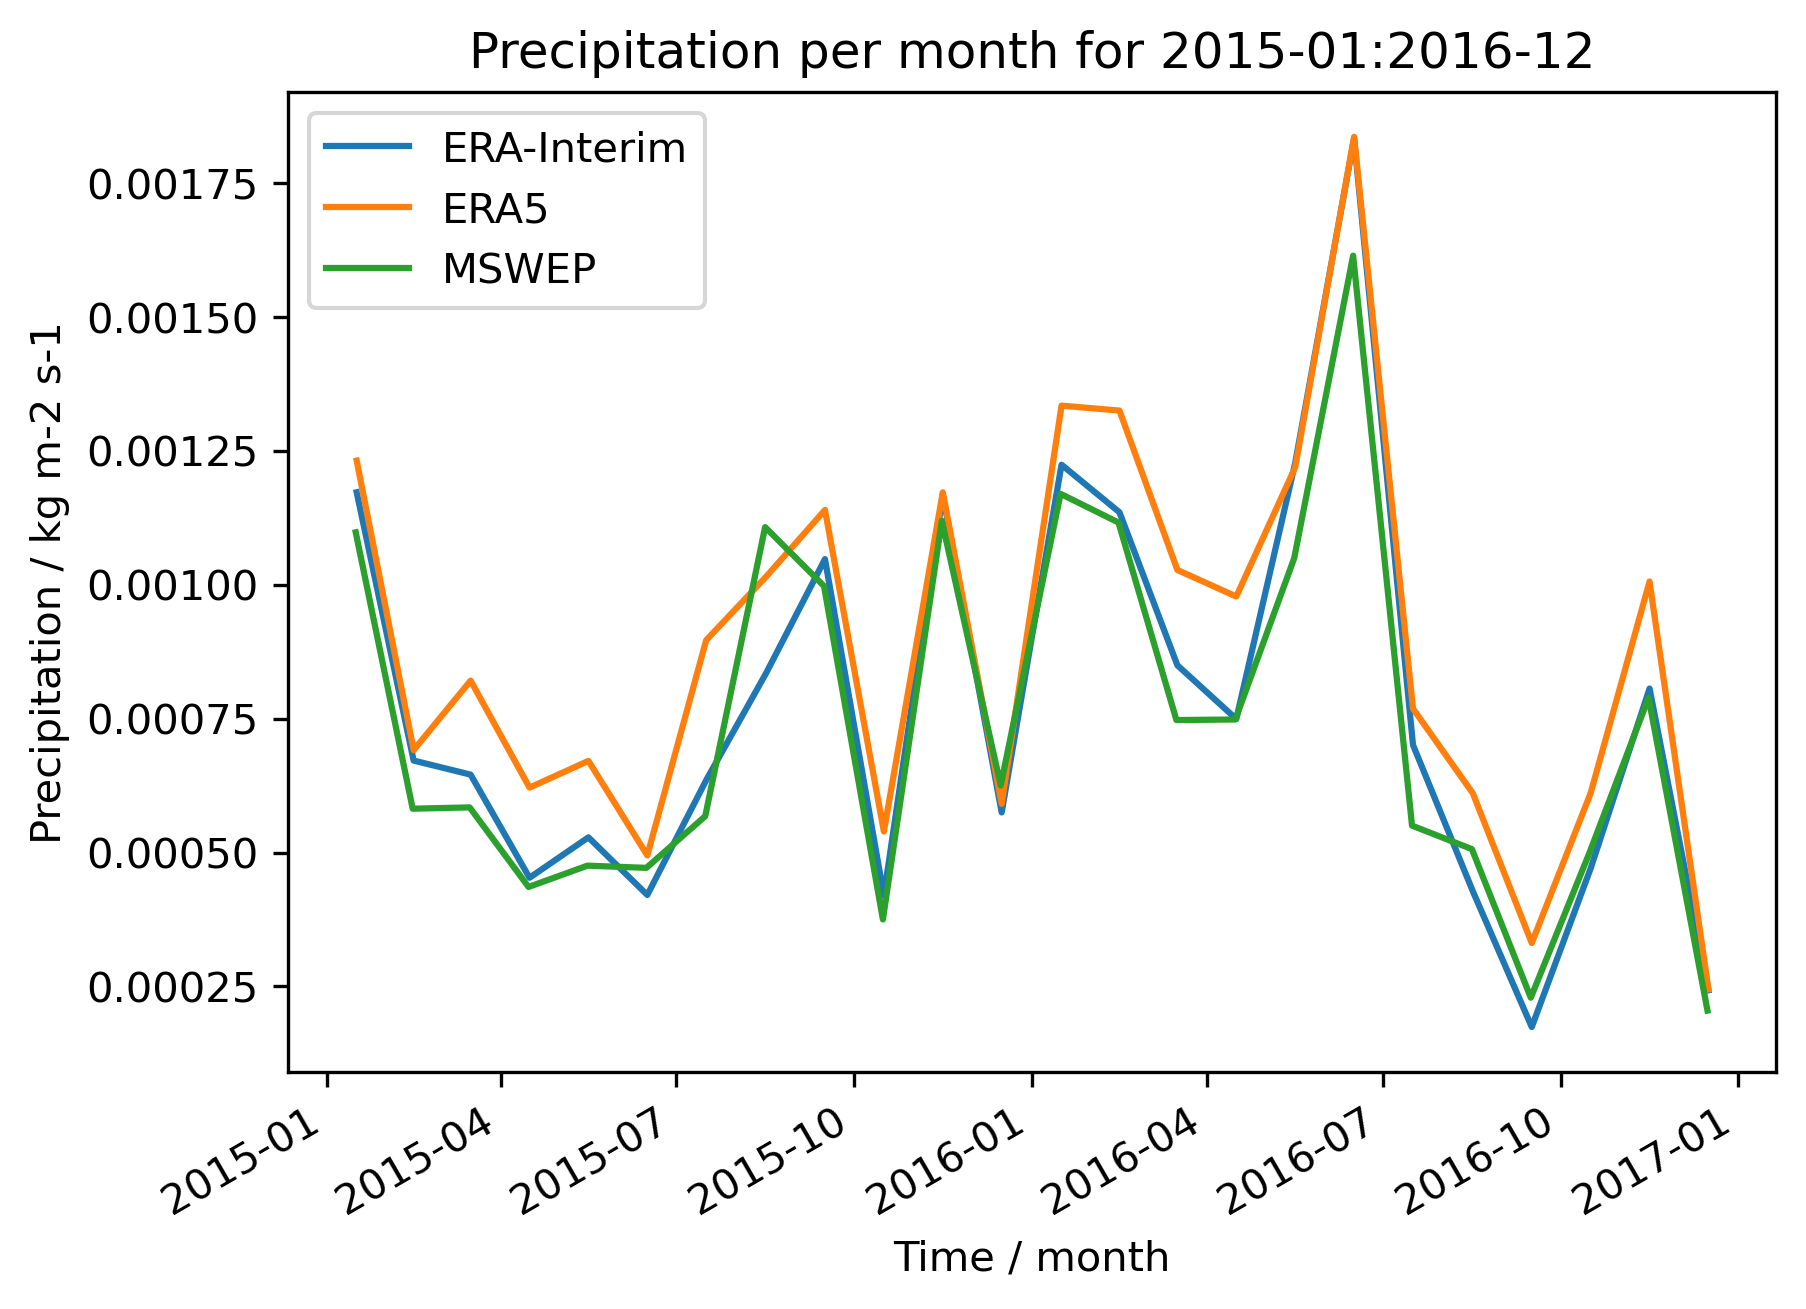 Precipitation per month for 2015-01:2016-12
ERA-Interim
ERA5
MSWEP
Precipitation / kg m-2 s-1
0.00175
0.00150
0.00125
0.00100
0.00075
0.00050
0.00025
2015-01
2015-04
2015-07
2015-10
2016-01
2016-04
2016-07
2016-10
2017-01
Time / month